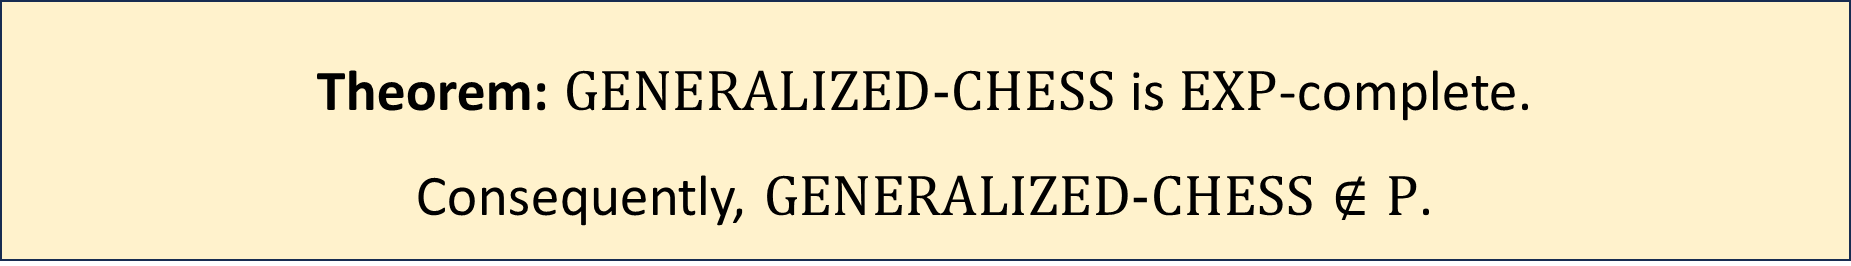 Theorem: GENERALIZED-CHESS is EXP-complete.
Consequently, GENERALIZED-CHESS ∉ P.